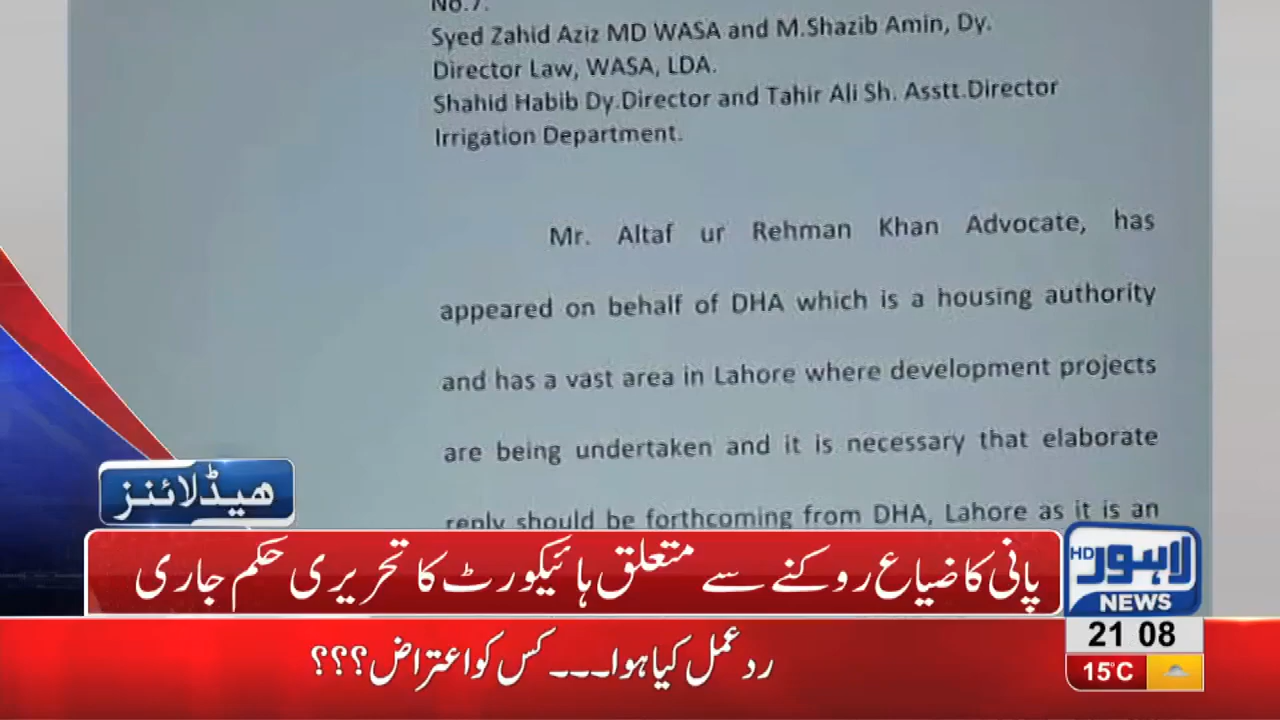 No.7.
Syed Zahid Aziz MD WASA and M.Shazib Amin, Dy.
Director Law, WASA, LDA.
Shahid Habib Dy.Director and Tahir Ali Sh. Asstt.Director
Irrigation Department.
Mr. Altaf ur Rehman Khan Advocate, has
appeared on behalf of DHA which is a housing authority
and has a vast area in Lahore where development projects
are being undertaken and it is necessary that elaborate
reply should be forthcoming from DHA, Lahore as it is an
ھیڈلائنز
پانی کا ضیاع روکنے سے متعلق ہائیکورٹ کا تحریری حکم جاری
رد عمل کیا ہوا ۔۔۔ کس کو اعتراض؟؟؟
لاہور HD
NEWS
21 08
15°C